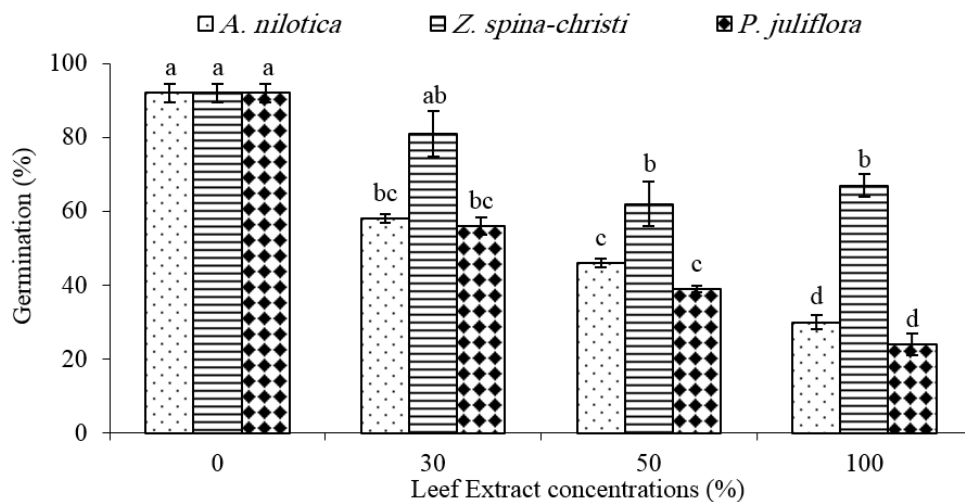 A. nilotica Z. spina-christi P. juliflora
100
80
60
40
20
0
Germination (%)
a a a
bc ab bc
c b c
d b d
0 30 50 100
Leef Extract concentrations (%)